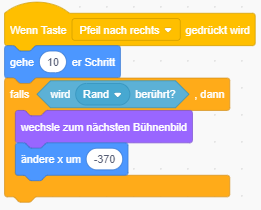 Wenn Taste Pfeil nach rechts gedrückt wird
gehe 10 er Schritt
falls wird Rand berührt? , dann
wechsle zum nächsten Bühnenbild
ändere x um -370